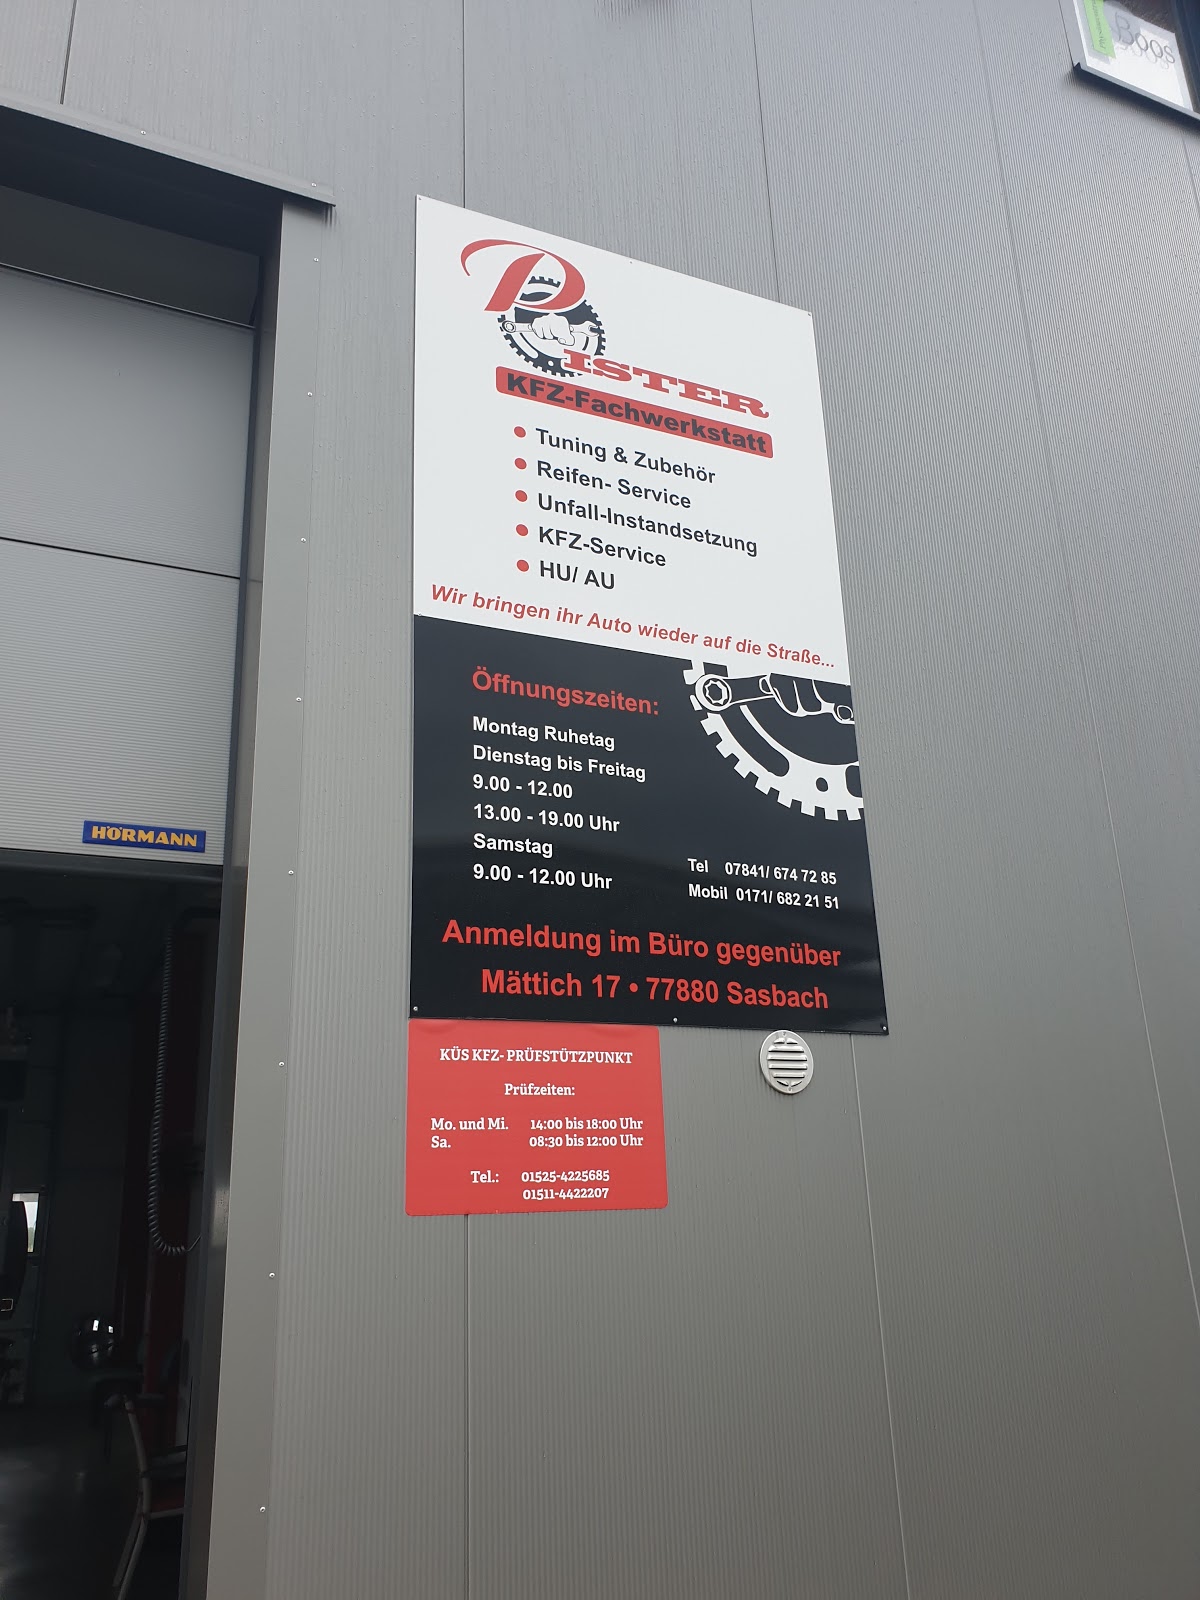 Boos
PISTER
KFZ-Fachwerkstatt
Tuning & Zubehör
Reifen- Service
Unfall-Instandsetzung
KFZ-Service
HU/ AU
Wir bringen ihr Auto wieder auf die Straße...
Öffnungszeiten:
Montag Ruhetag
Dienstag bis Freitag
9.00 - 12.00
13.00 - 19.00 Uhr
Samstag
9.00 - 12.00 Uhr
Tel 07841/ 674 72 85
Mobil 0171/ 682 21 51
Anmeldung im Büro gegenüber
Mättich 17 • 77880 Sasbach
HÖRMANN
KÜS KFZ- PRÜFSTÜTZPUNKT
Prüfzeiten:
Mo. und Mi. 14:00 bis 18:00 Uhr
Sa. 08:30 bis 12:00 Uhr
Tel.: 01525-4225685
01511-4422207